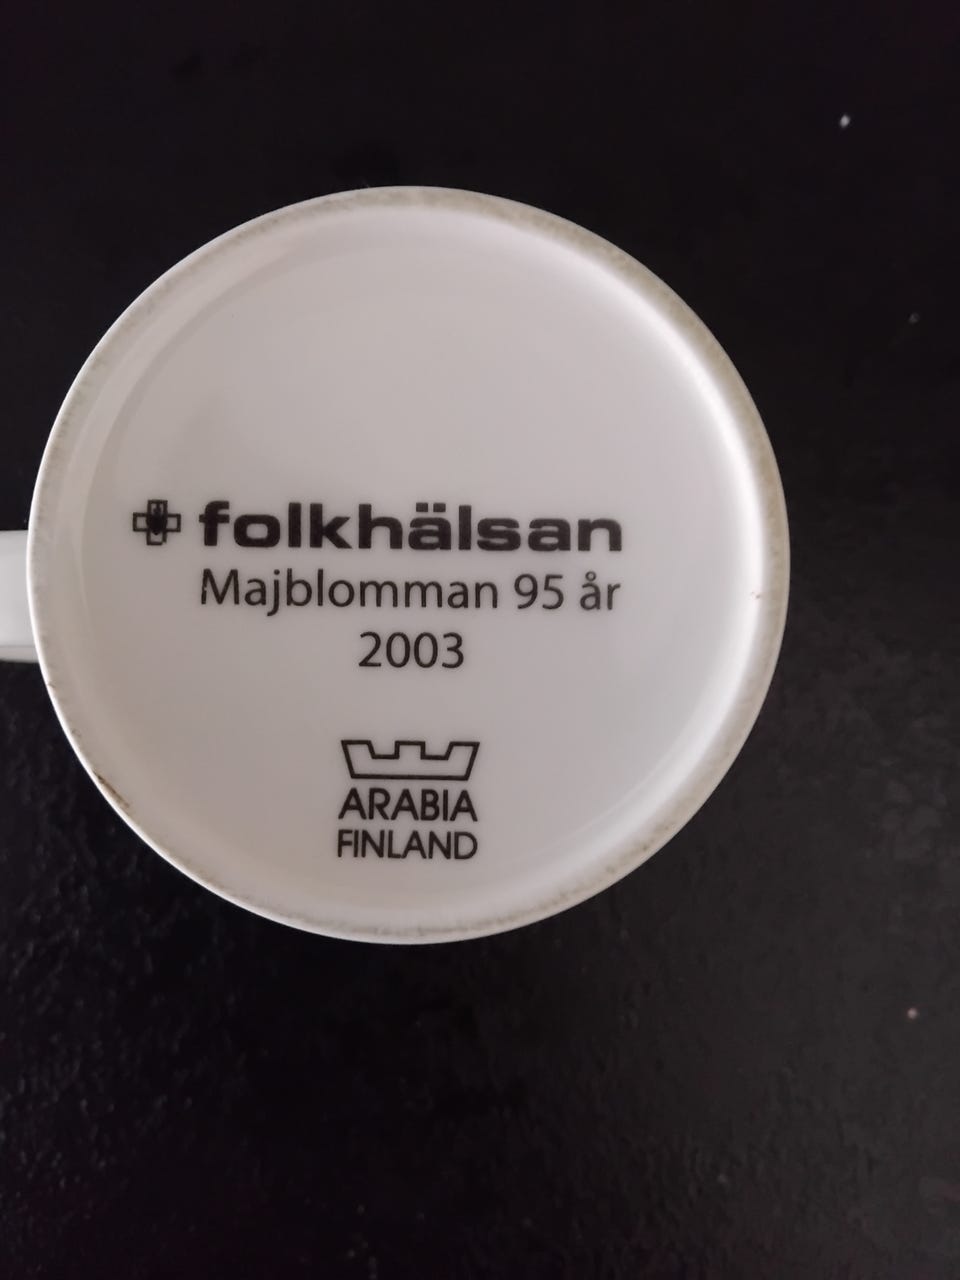 folkhälsan
Majblomman 95 år
2003
ARABIA
FINLAND